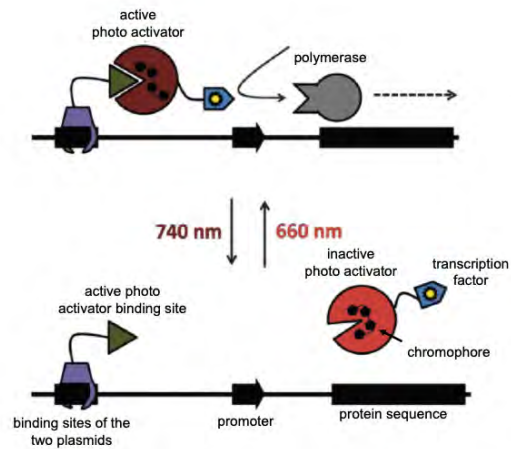 active
photo activator
polymerase
740 nm
660 nm
inactive
photo activator
transcription
factor
active photo
activator binding site
chromophore
binding sites of the
two plasmids
promoter
protein sequence